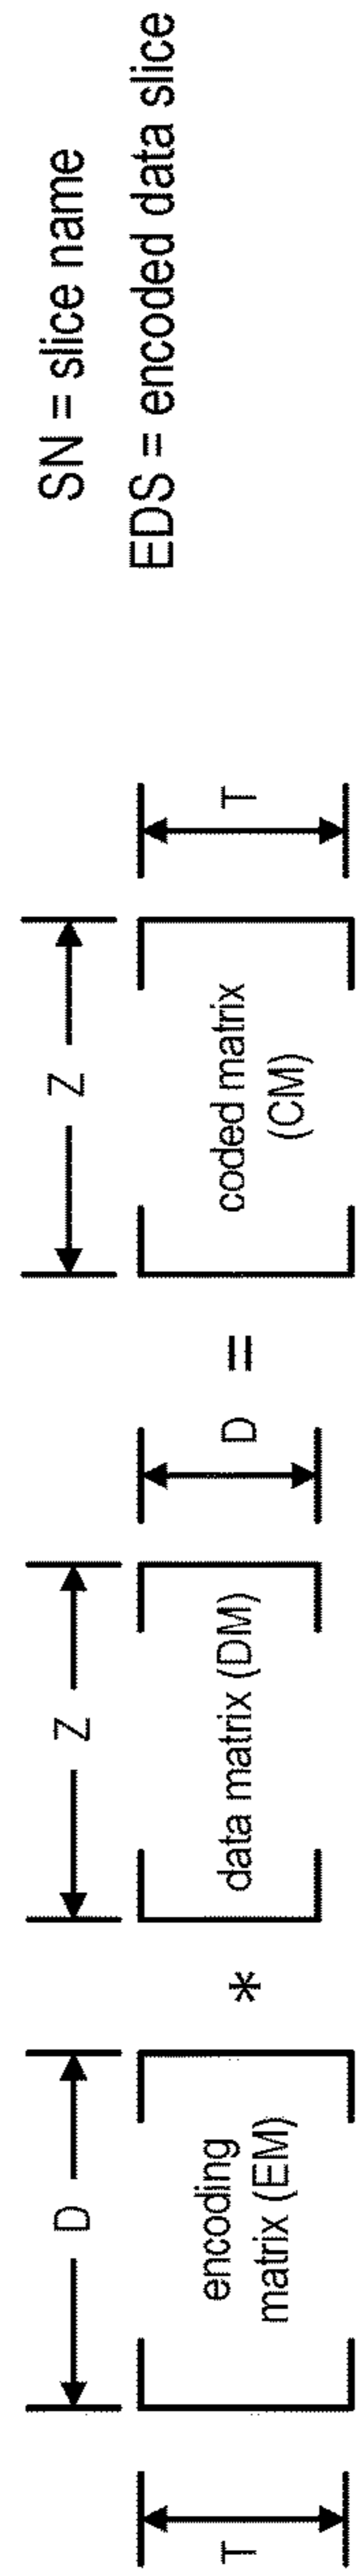 SN = slice name
EDS = encoded data slice
D
Z
Z
T
encoding
matrix (EM)
*
data matrix (DM)
D
=
coded matrix
(CM)
T